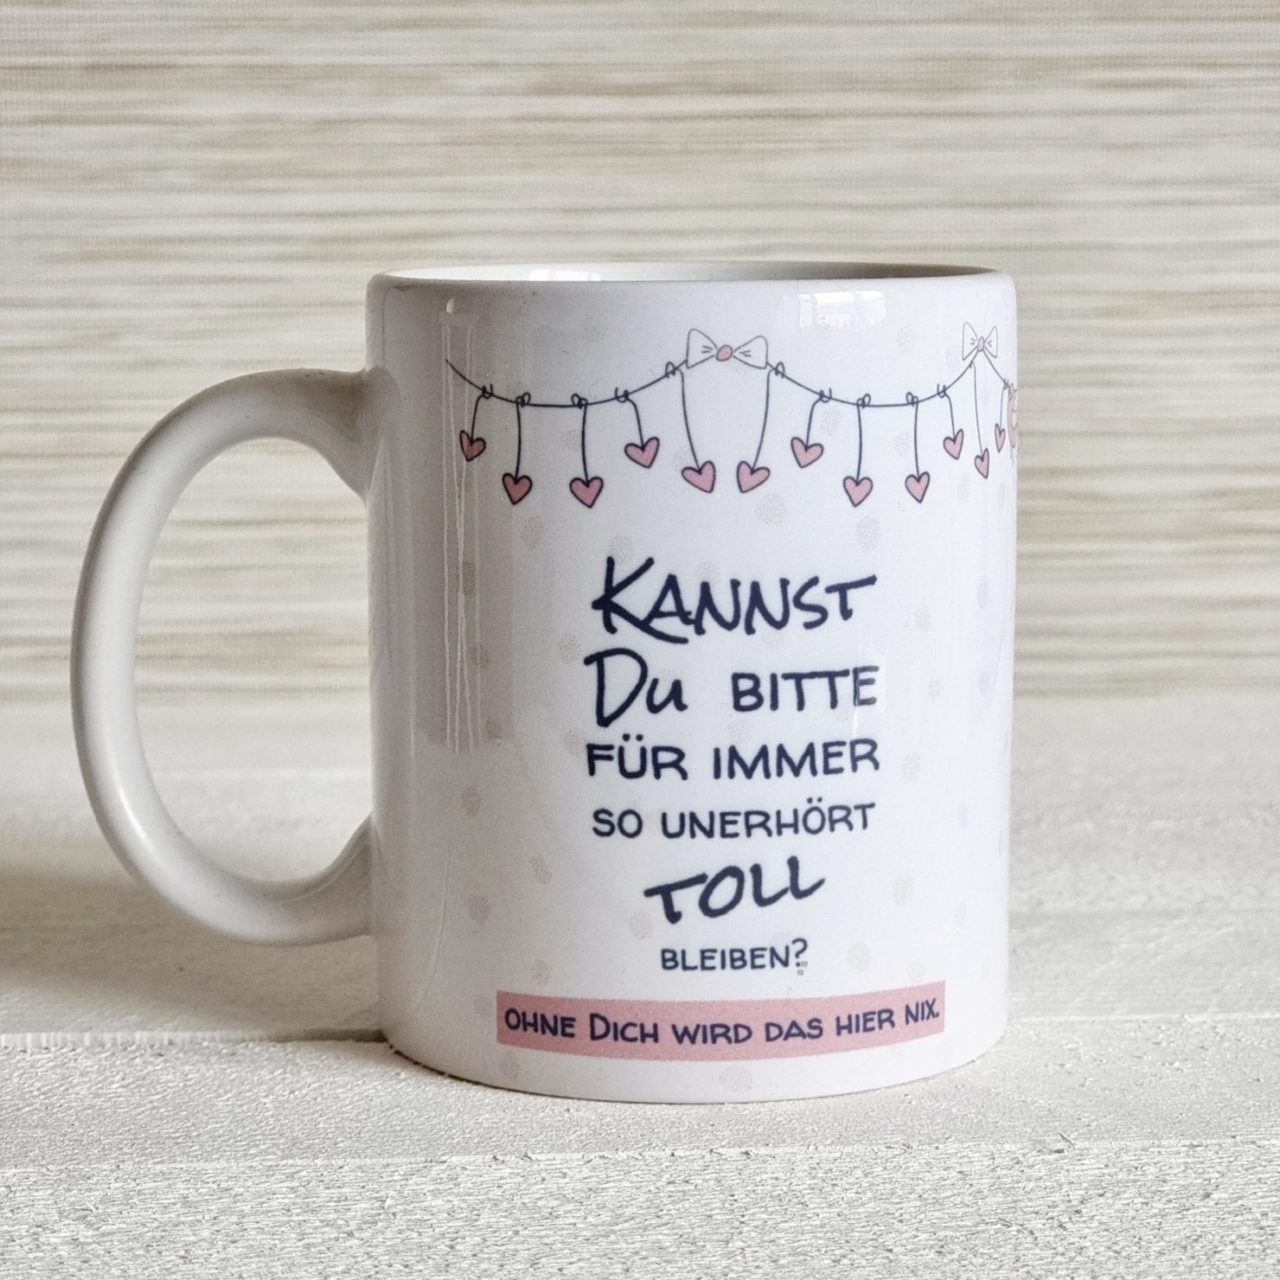 KANNST
DU BITTE
FÜR IMMER
SO UNERHÖRT
TOLL
BLEIBEN?
OHNE DICH WIRD DAS HIER NIX.